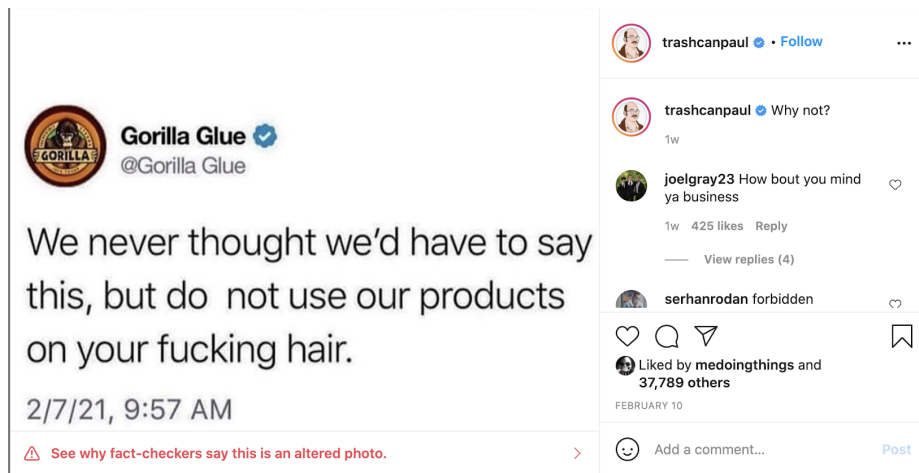 GORILLA
Gorilla Glue
@Gorilla Glue
We never thought we'd have to say
this, but do  not use our products
on your fucking hair.
2/7/21, 9:57 AM
See why fact-checkers say this is an altered photo.
trashcanpaul • Follow
trashcanpaul Why not?
1w
joelgray23 How bout you mind
ya business
1w 425 likes Reply
View replies (4)
serhanrodan forbidden
Liked by medoingthings and
37,789 others
FEBRUARY 10
Add a comment... Post